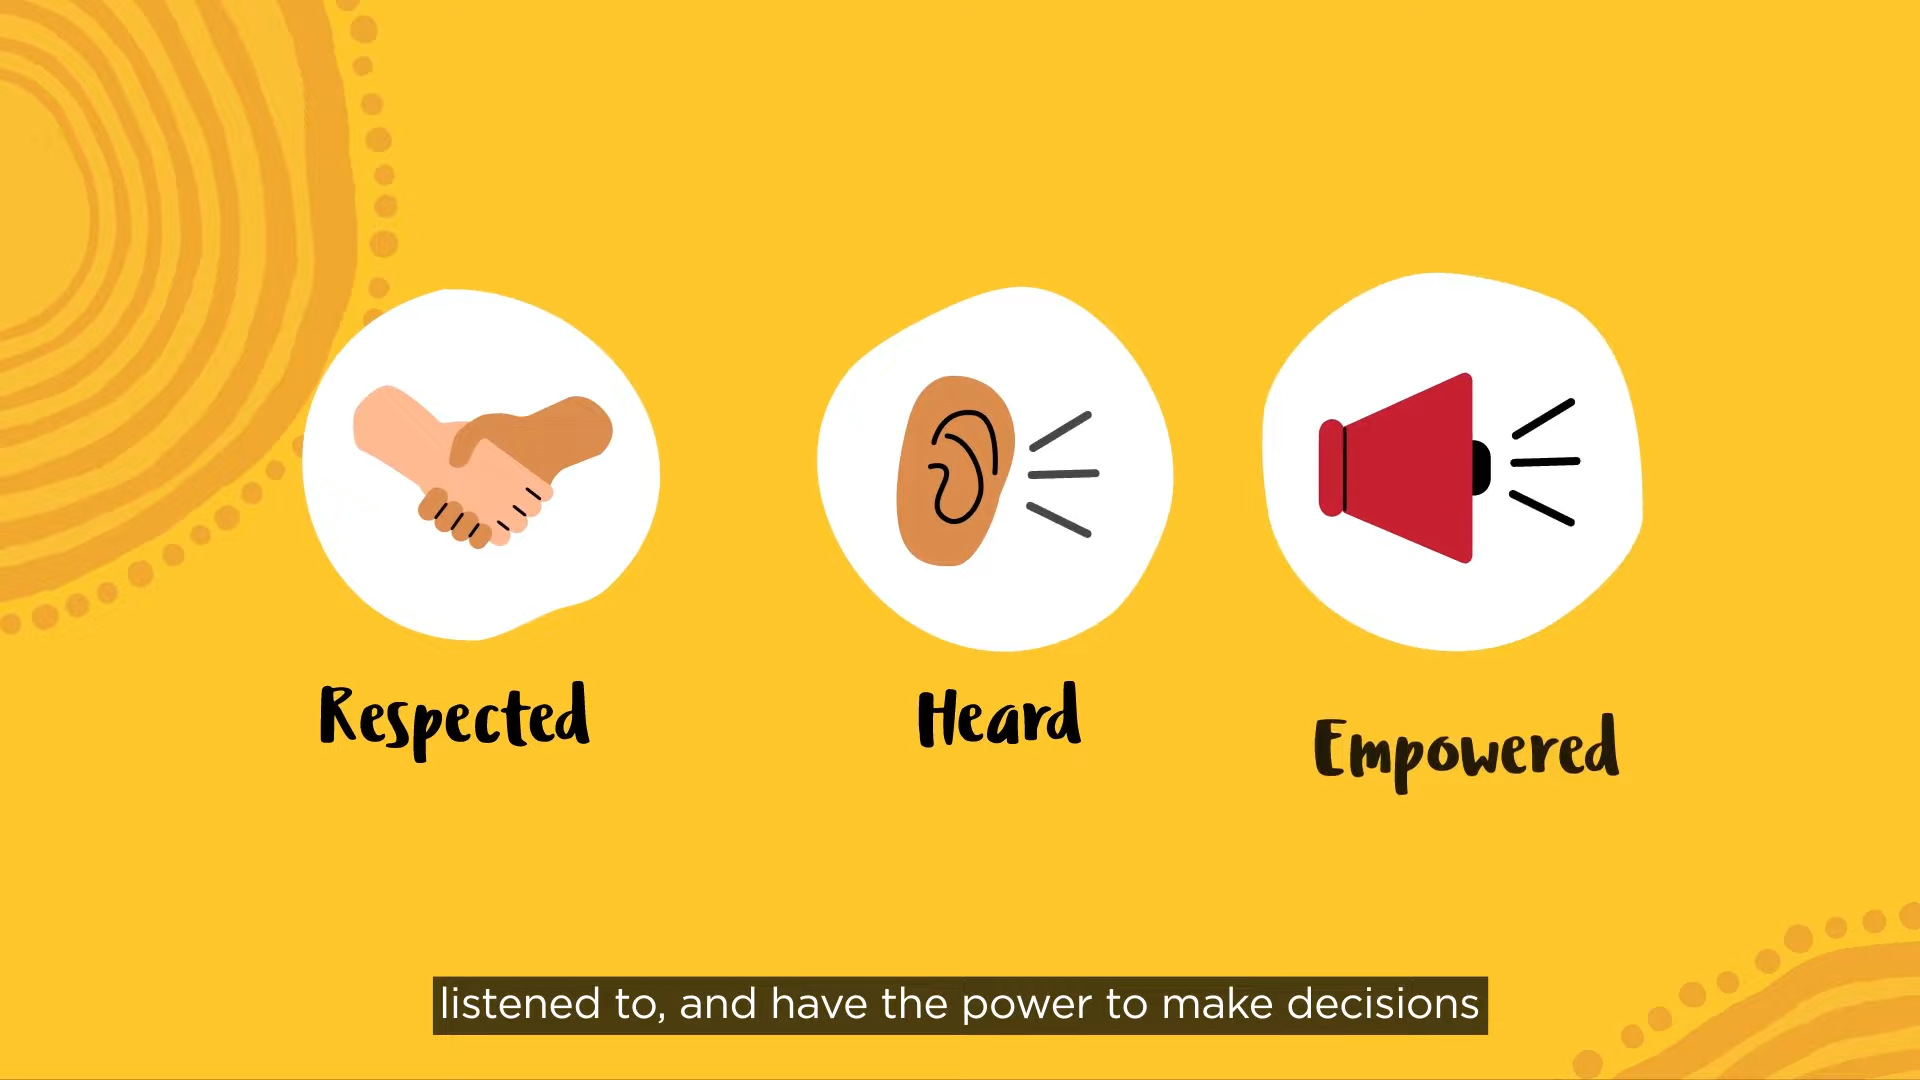 Respected
Heard
Empowered
listened to, and have the power to make decisions